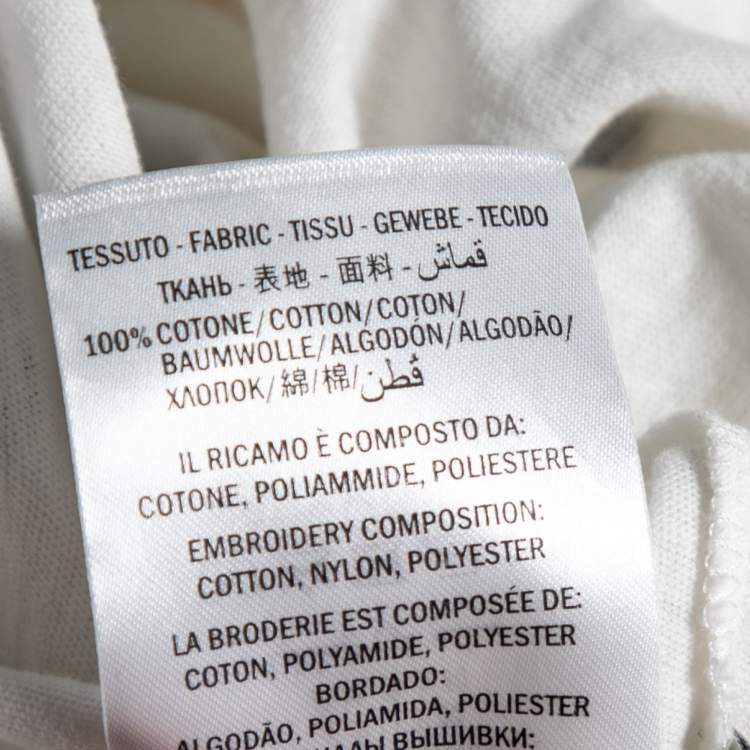 TESSUTO - FABRIC - TISSU - GEWEBE - TECIDO
ТКАНЬ - 表地 - 面料 - قماش
100% COTONE/COTTON/COTON/
BAUMWOLLE/ALGODÓN/ALGODÃO/
ХЛОПОК/綿/棉/قطن
IL RICAMO È COMPOSTO DA:
COTONE, POLIAMMIDE, POLIESTERE
EMBROIDERY COMPOSITION:
COTTON, NYLON, POLYESTER
LA BRODERIE EST COMPOSÉE DE:
COTON, POLYAMIDE, POLYESTER
BORDADO:
ALGODÃO, POLIAMIDA, POLIESTER
ВЫШИВКИ: